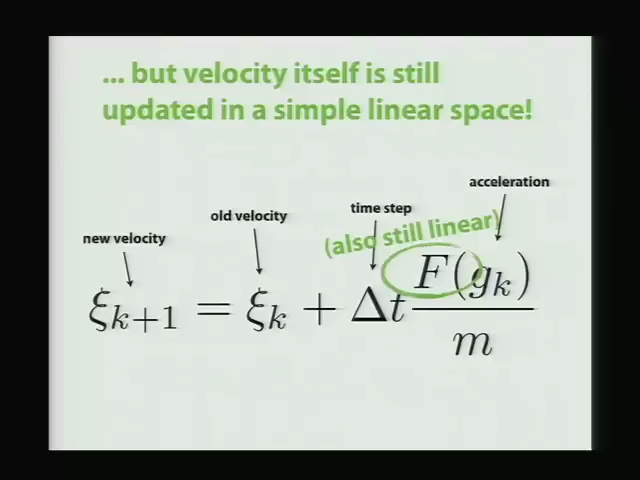 ... but velocity itself is still
updated in a simple linear space!
acceleration
time step
old velocity
(also still linear)
new velocity
ξ_{k+1} = ξ_k + Δt F(g_k)/m